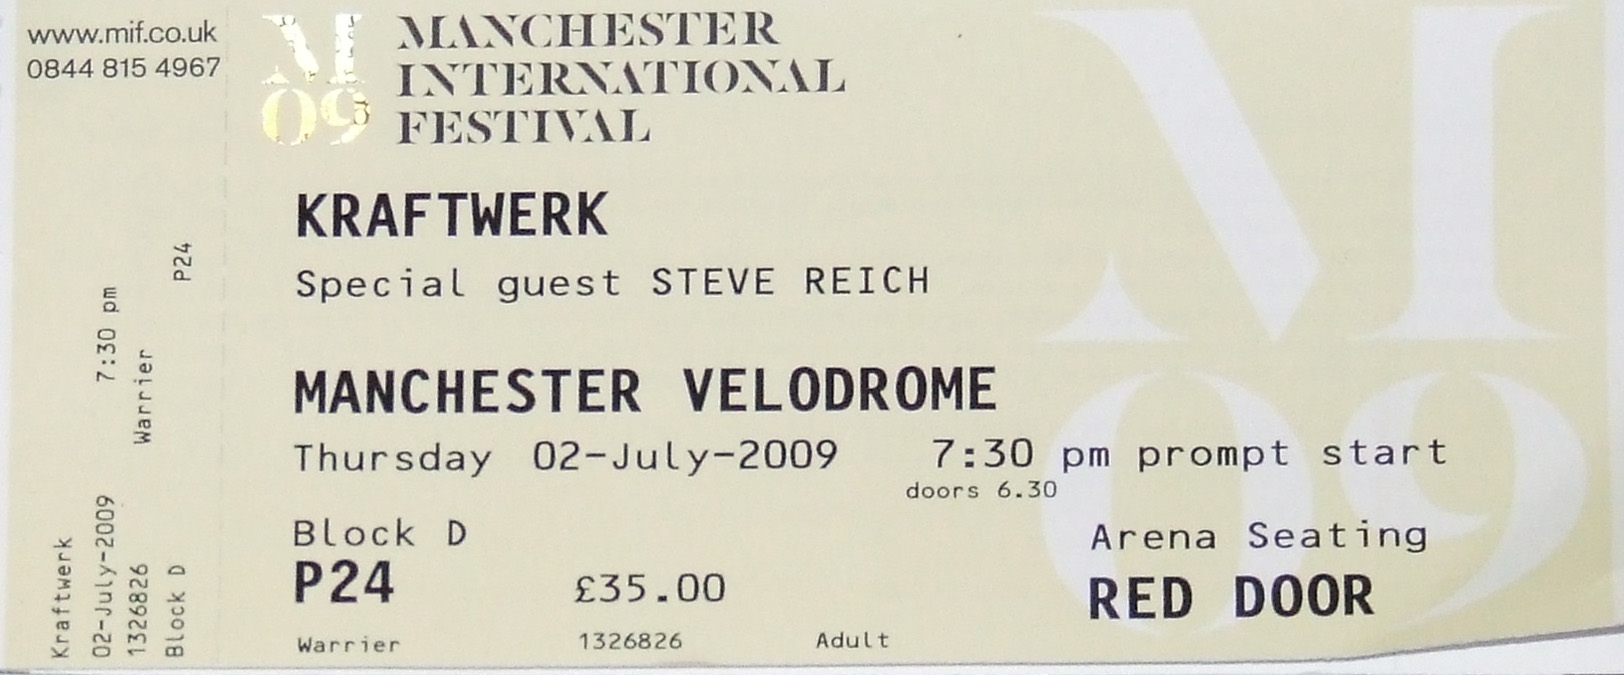 www.mif.co.uk
0844 815 4967
M
09
MANCHESTER
INTERNATIONAL
FESTIVAL
KRAFTWERK
Special guest STEVE REICH
MANCHESTER VELODROME
Thursday 02-July-2009 7:30 pm prompt start
doors 6.30
Block D Arena Seating
P24 £35.00 RED DOOR
Warrier 1326826 Adult
Kraftwerk
02-July-2009 7:30 pm
1326826 Warrier
Block D P24
M
09